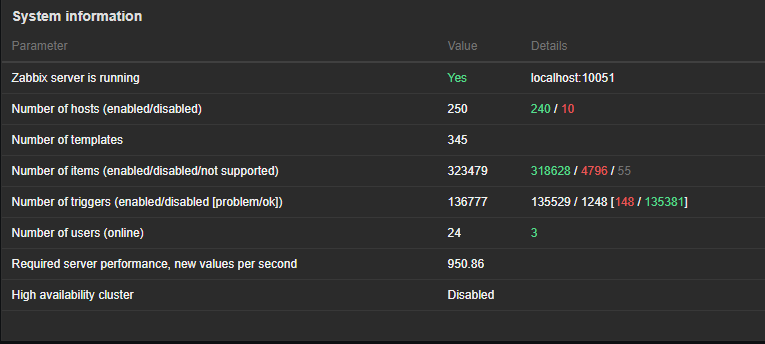 System information
Parameter Value Details
Zabbix server is running Yes localhost:10051
Number of hosts (enabled/disabled) 250 240 / 10
Number of templates 345
Number of items (enabled/disabled/not supported) 323479 318628 / 4796 / 55
Number of triggers (enabled/disabled [problem/ok]) 136777 135529 / 1248 [148 / 135381]
Number of users (online) 24 3
Required server performance, new values per second 950.86
High availability cluster Disabled